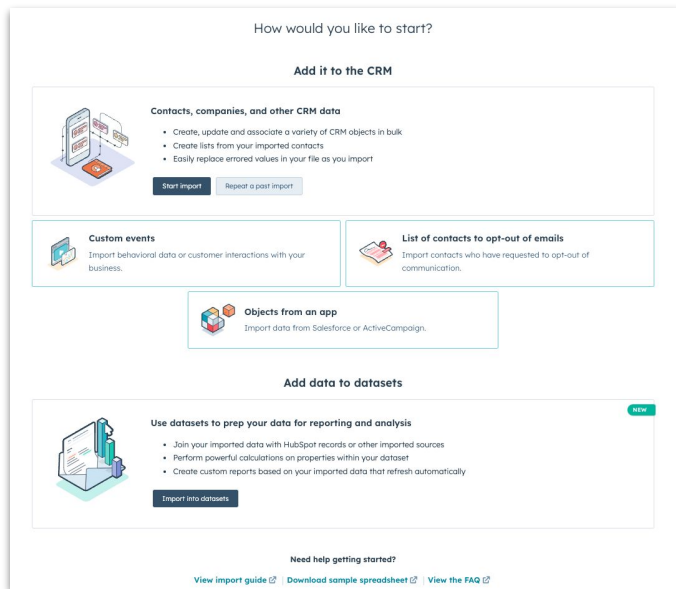 How would you like to start?
Add it to the CRM
Contacts, companies, and other CRM data
• Create, update and associate a variety of CRM objects in bulk
• Create lists from your imported contacts
• Easily replace errored values in your file as you import
Start import
Repeat a past import
Custom events
Import behavioral data or customer interactions with your
business.
List of contacts to opt-out of emails
Import contacts who have requested to opt-out of
communication.
Objects from an app
Import data from Salesforce or ActiveCampaign.
Add data to datasets
NEW
Use datasets to prep your data for reporting and analysis
• Join your imported data with HubSpot records or other imported sources
• Perform powerful calculations on properties within your dataset
• Create custom reports based on your imported data that refresh automatically
Import into datasets
Need help getting started?
View import guide | Download sample spreadsheet | View the FAQ